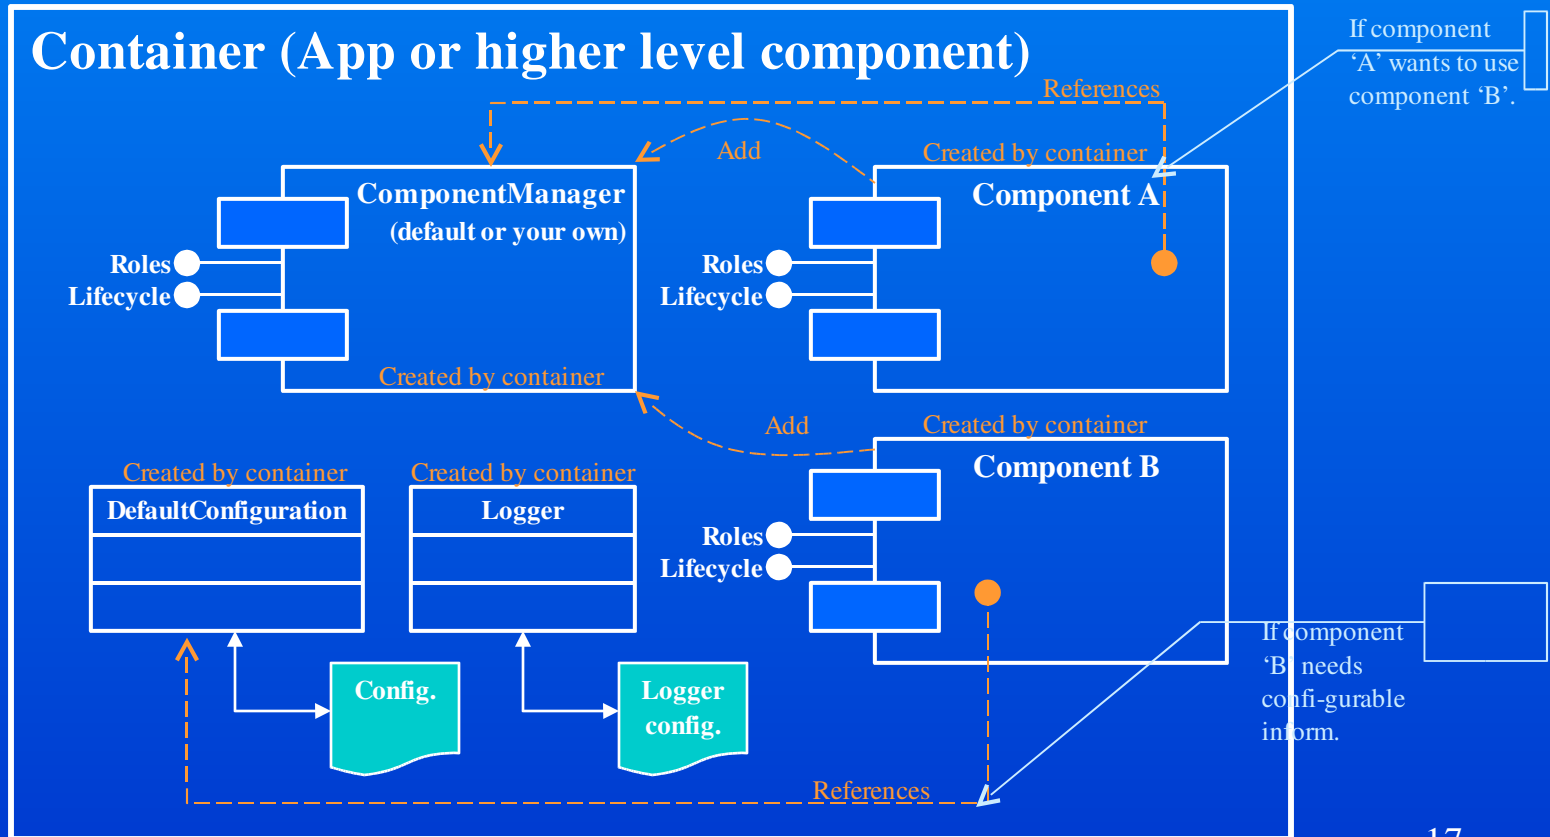 Container (App or higher level component)
If component
‘A’ wants to use
component ‘B’.
References
Add
Created by container
ComponentManager
(default or your own)
Roles
Lifecycle
Created by container
Component A
Roles
Lifecycle
Add
Created by container
Component B
Roles
Lifecycle
Created by container
DefaultConfiguration
Created by container
Logger
Config.
Logger
config.
If component
‘B’ needs
confi-gurable
inform.
References
17